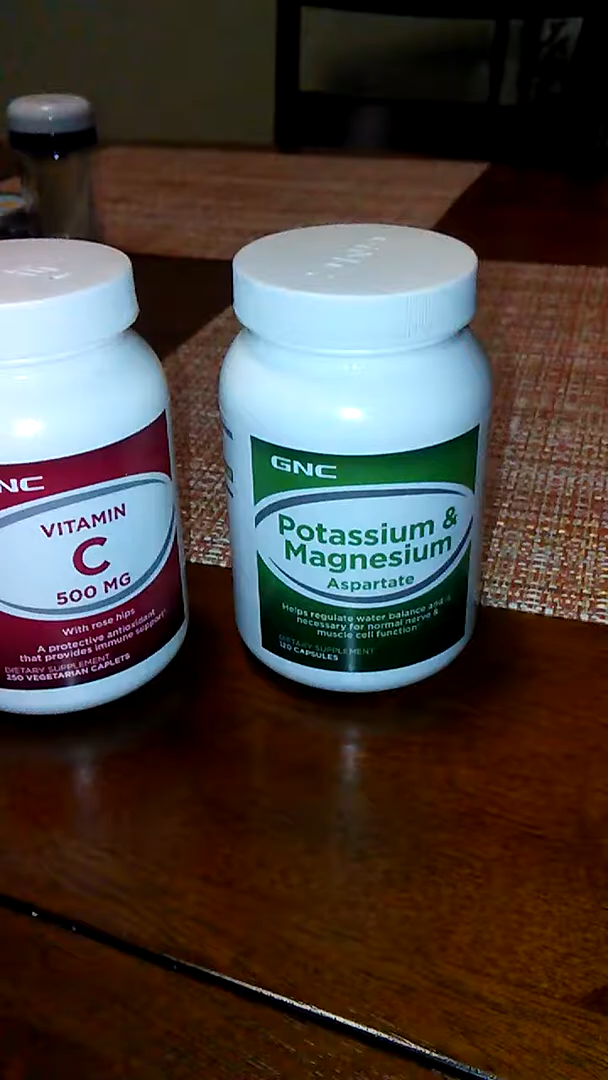 NC
VITAMIN
C
500 MG
With rose hips
A protective antioxidant
that provides immune support*
DIETARY SUPPLEMENT
250 VEGETARIAN CAPLETS
GNC
Potassium &
Magnesium
Aspartate
Helps regulate water balance and is
necessary for normal nerve &
muscle cell function*
DIETARY SUPPLEMENT
120 CAPSULES